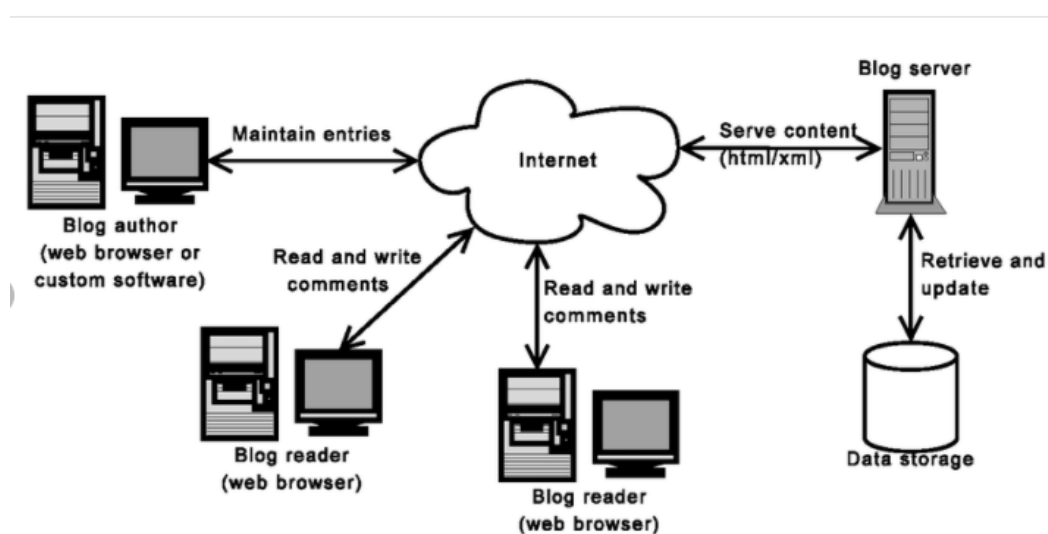 Blog server
Maintain entries
Internet
Serve content
(html/xml)
Blog author
(web browser or
custom software)
Read and write
comments
Read and write
comments
Retrieve and
update
Blog reader
(web browser)
Data storage
Blog reader
(web browser)